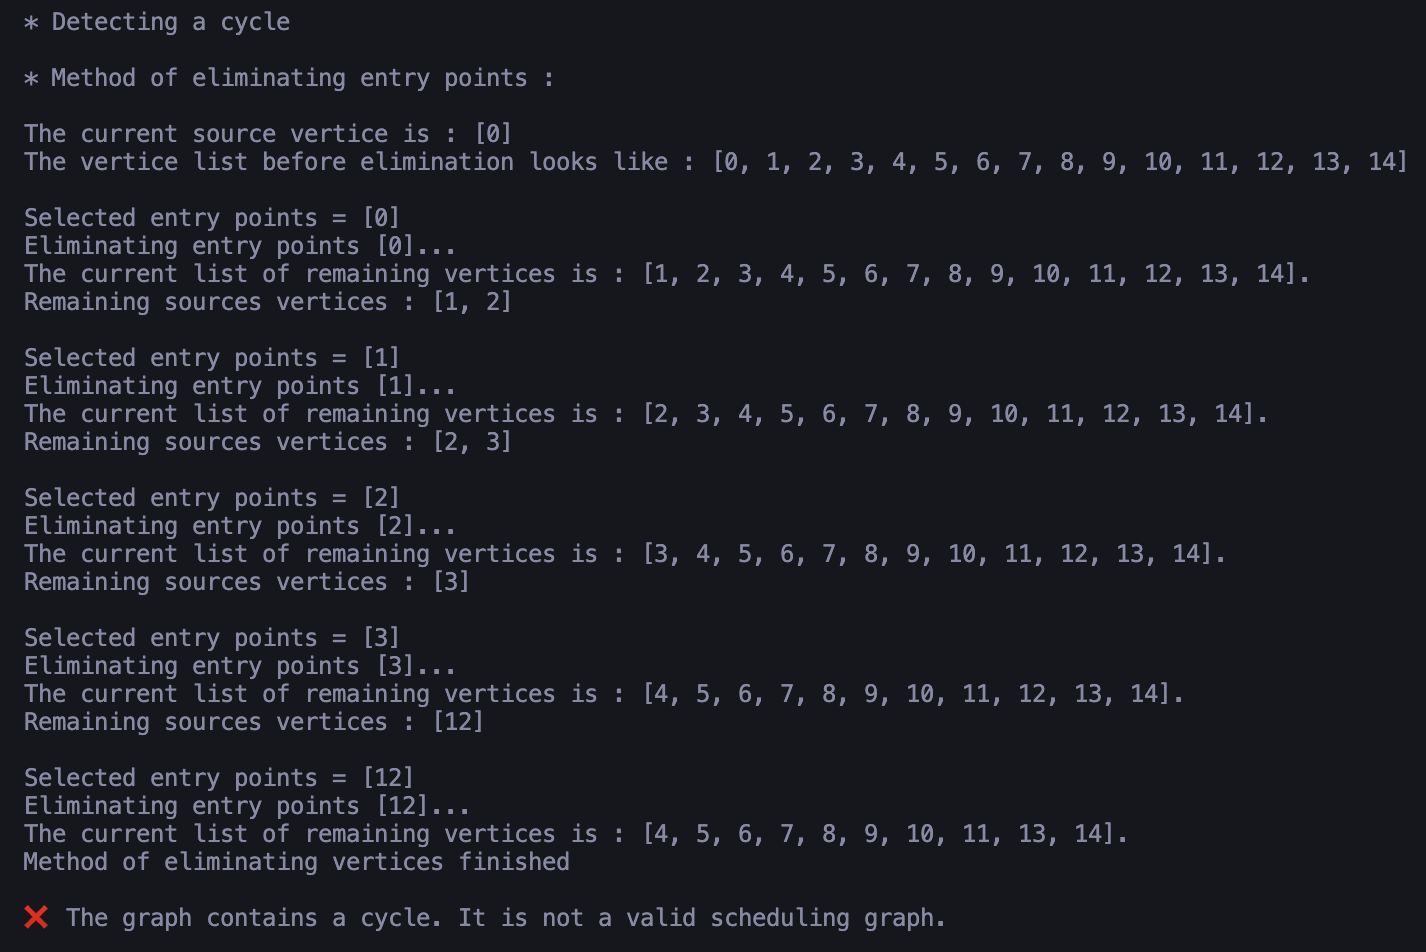 * Detecting a cycle
* Method of eliminating entry points :
The current source vertice is : [0]
The vertice list before elimination looks like : [0, 1, 2, 3, 4, 5, 6, 7, 8, 9, 10, 11, 12, 13, 14]
Selected entry points = [0]
Eliminating entry points [0]...
The current list of remaining vertices is : [1, 2, 3, 4, 5, 6, 7, 8, 9, 10, 11, 12, 13, 14].
Remaining sources vertices : [1, 2]
Selected entry points = [1]
Eliminating entry points [1]...
The current list of remaining vertices is : [2, 3, 4, 5, 6, 7, 8, 9, 10, 11, 12, 13, 14].
Remaining sources vertices : [2, 3]
Selected entry points = [2]
Eliminating entry points [2]...
The current list of remaining vertices is : [3, 4, 5, 6, 7, 8, 9, 10, 11, 12, 13, 14].
Remaining sources vertices : [3]
Selected entry points = [3]
Eliminating entry points [3]...
The current list of remaining vertices is : [4, 5, 6, 7, 8, 9, 10, 11, 12, 13, 14].
Remaining sources vertices : [12]
Selected entry points = [12]
Eliminating entry points [12]...
The current list of remaining vertices is : [4, 5, 6, 7, 8, 9, 10, 11, 13, 14].
Method of eliminating vertices finished
❌ The graph contains a cycle. It is not a valid scheduling graph.